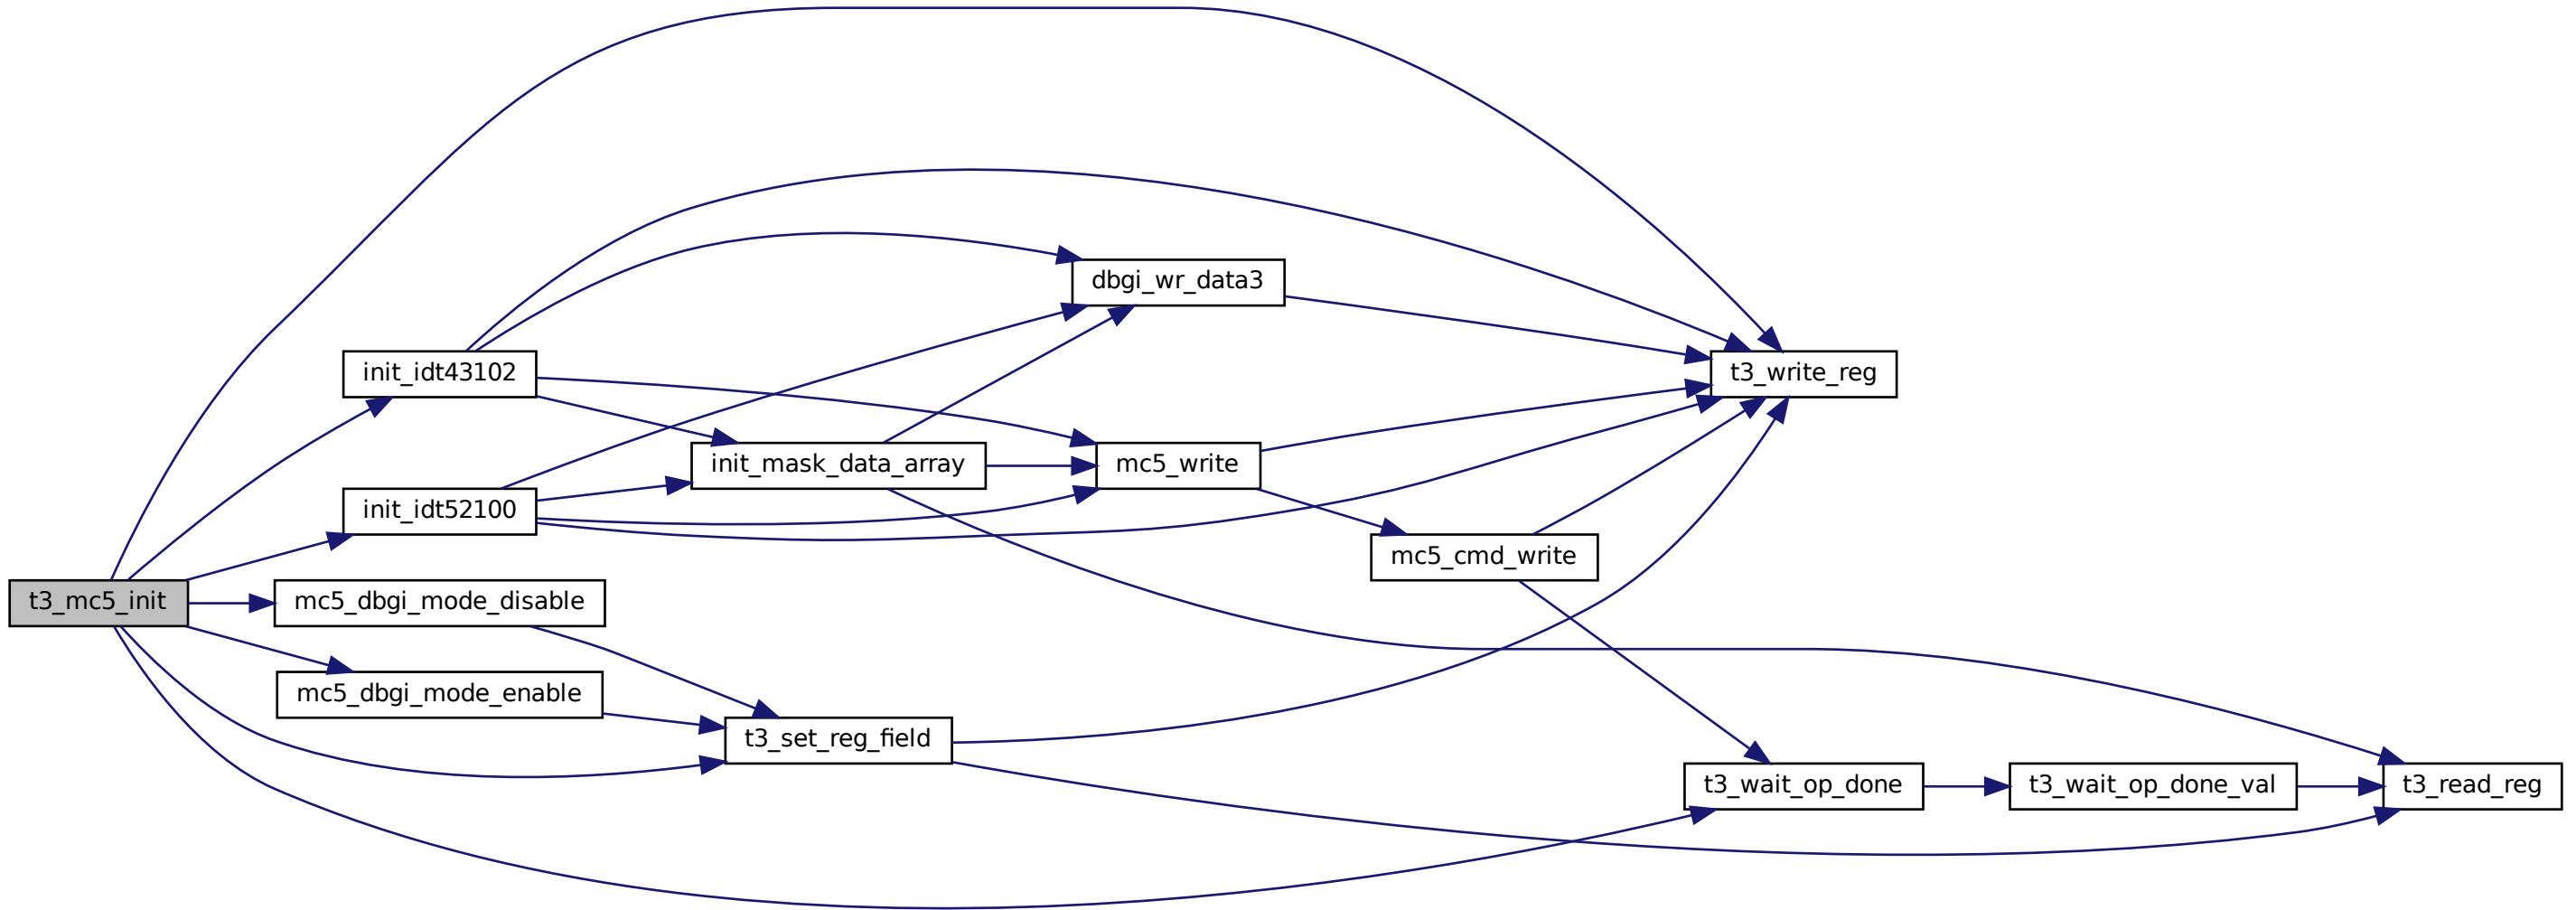 dbgi_wr_data3
init_idt43102
t3_write_reg
init_mask_data_array
mc5_write
init_idt52100
mc5_cmd_write
t3_mc5_init
mc5_dbgi_mode_disable
mc5_dbgi_mode_enable
t3_set_reg_field
t3_wait_op_done
t3_wait_op_done_val
t3_read_reg